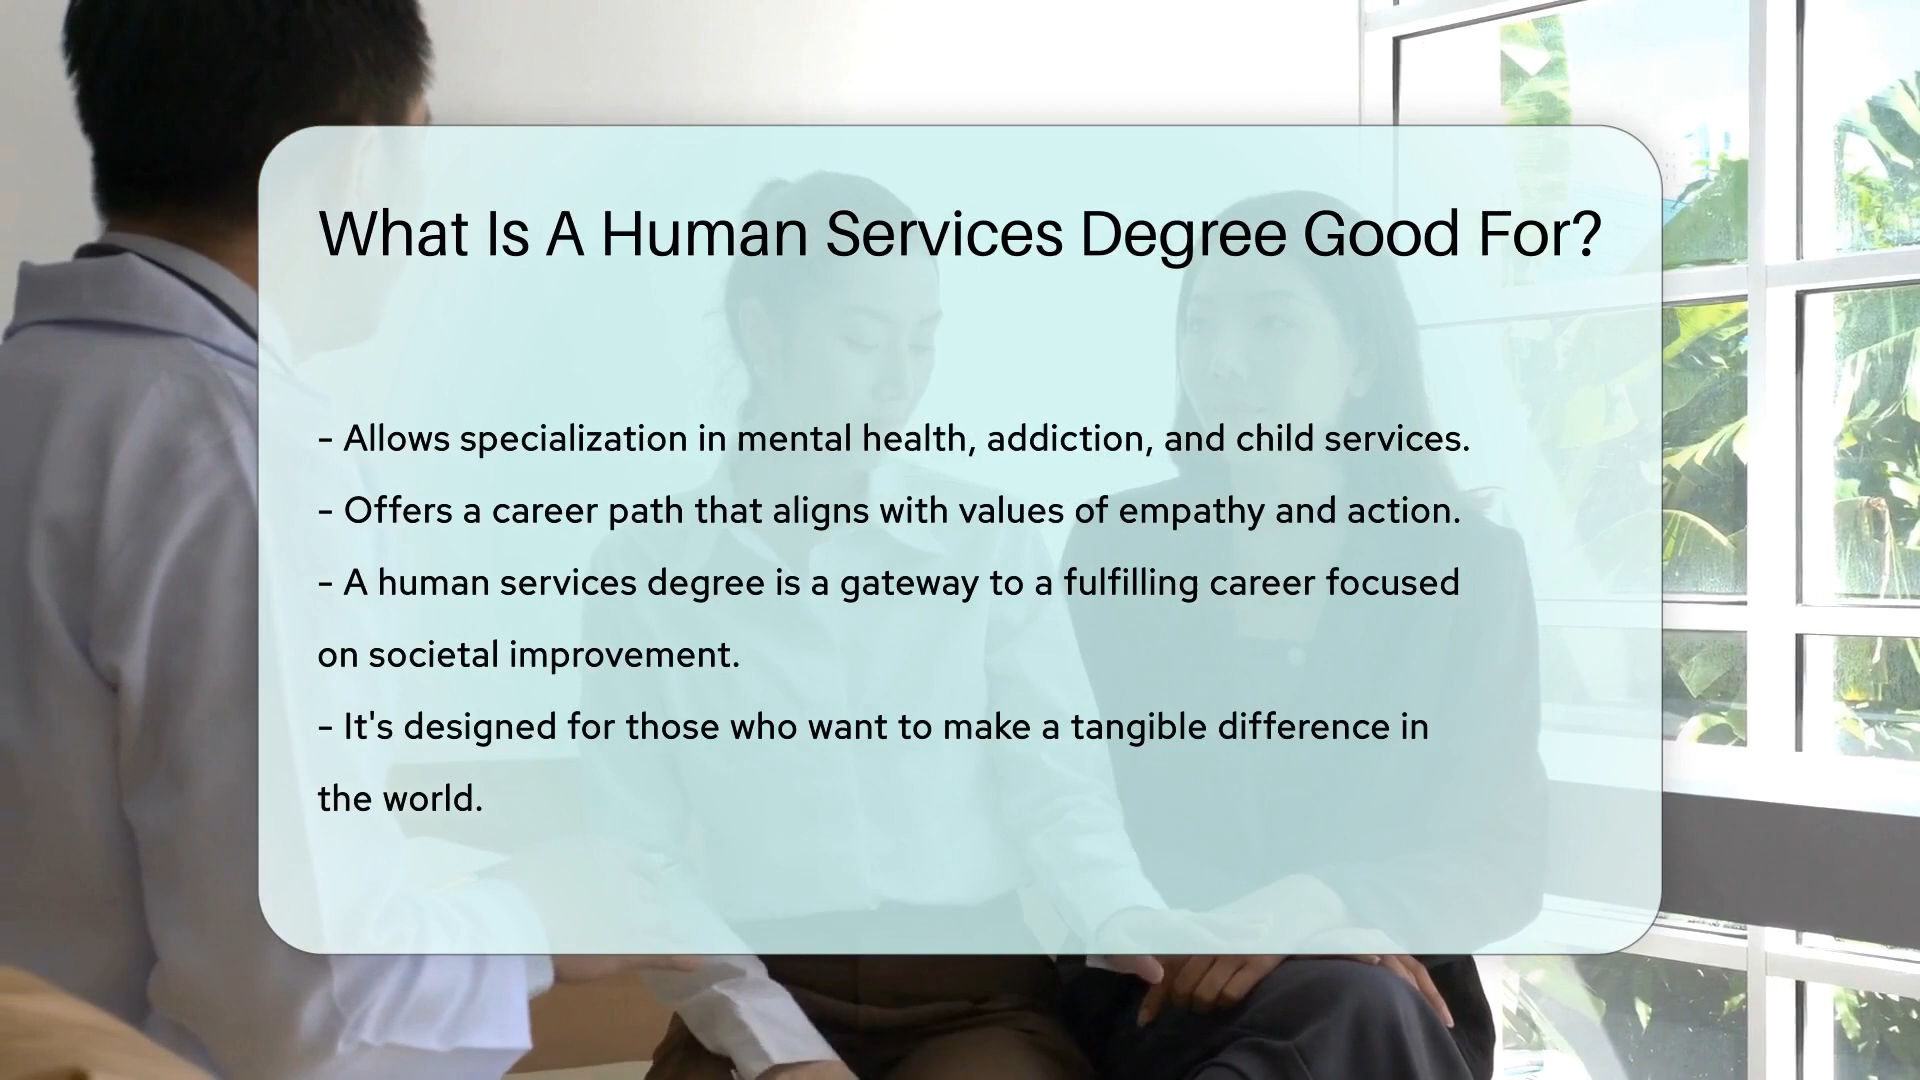 What Is A Human Services Degree Good For?
- Allows specialization in mental health, addiction, and child services.
- Offers a career path that aligns with values of empathy and action.
- A human services degree is a gateway to a fulfilling career focused
on societal improvement.
- It's designed for those who want to make a tangible difference in
the world.